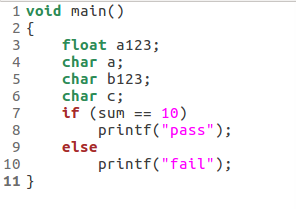 1 void main()
2 {
3     float a123;
4     char a;
5     char b123;
6     char c;
7     if (sum == 10)
8         printf("pass");
9     else
10         printf("fail");
11 }